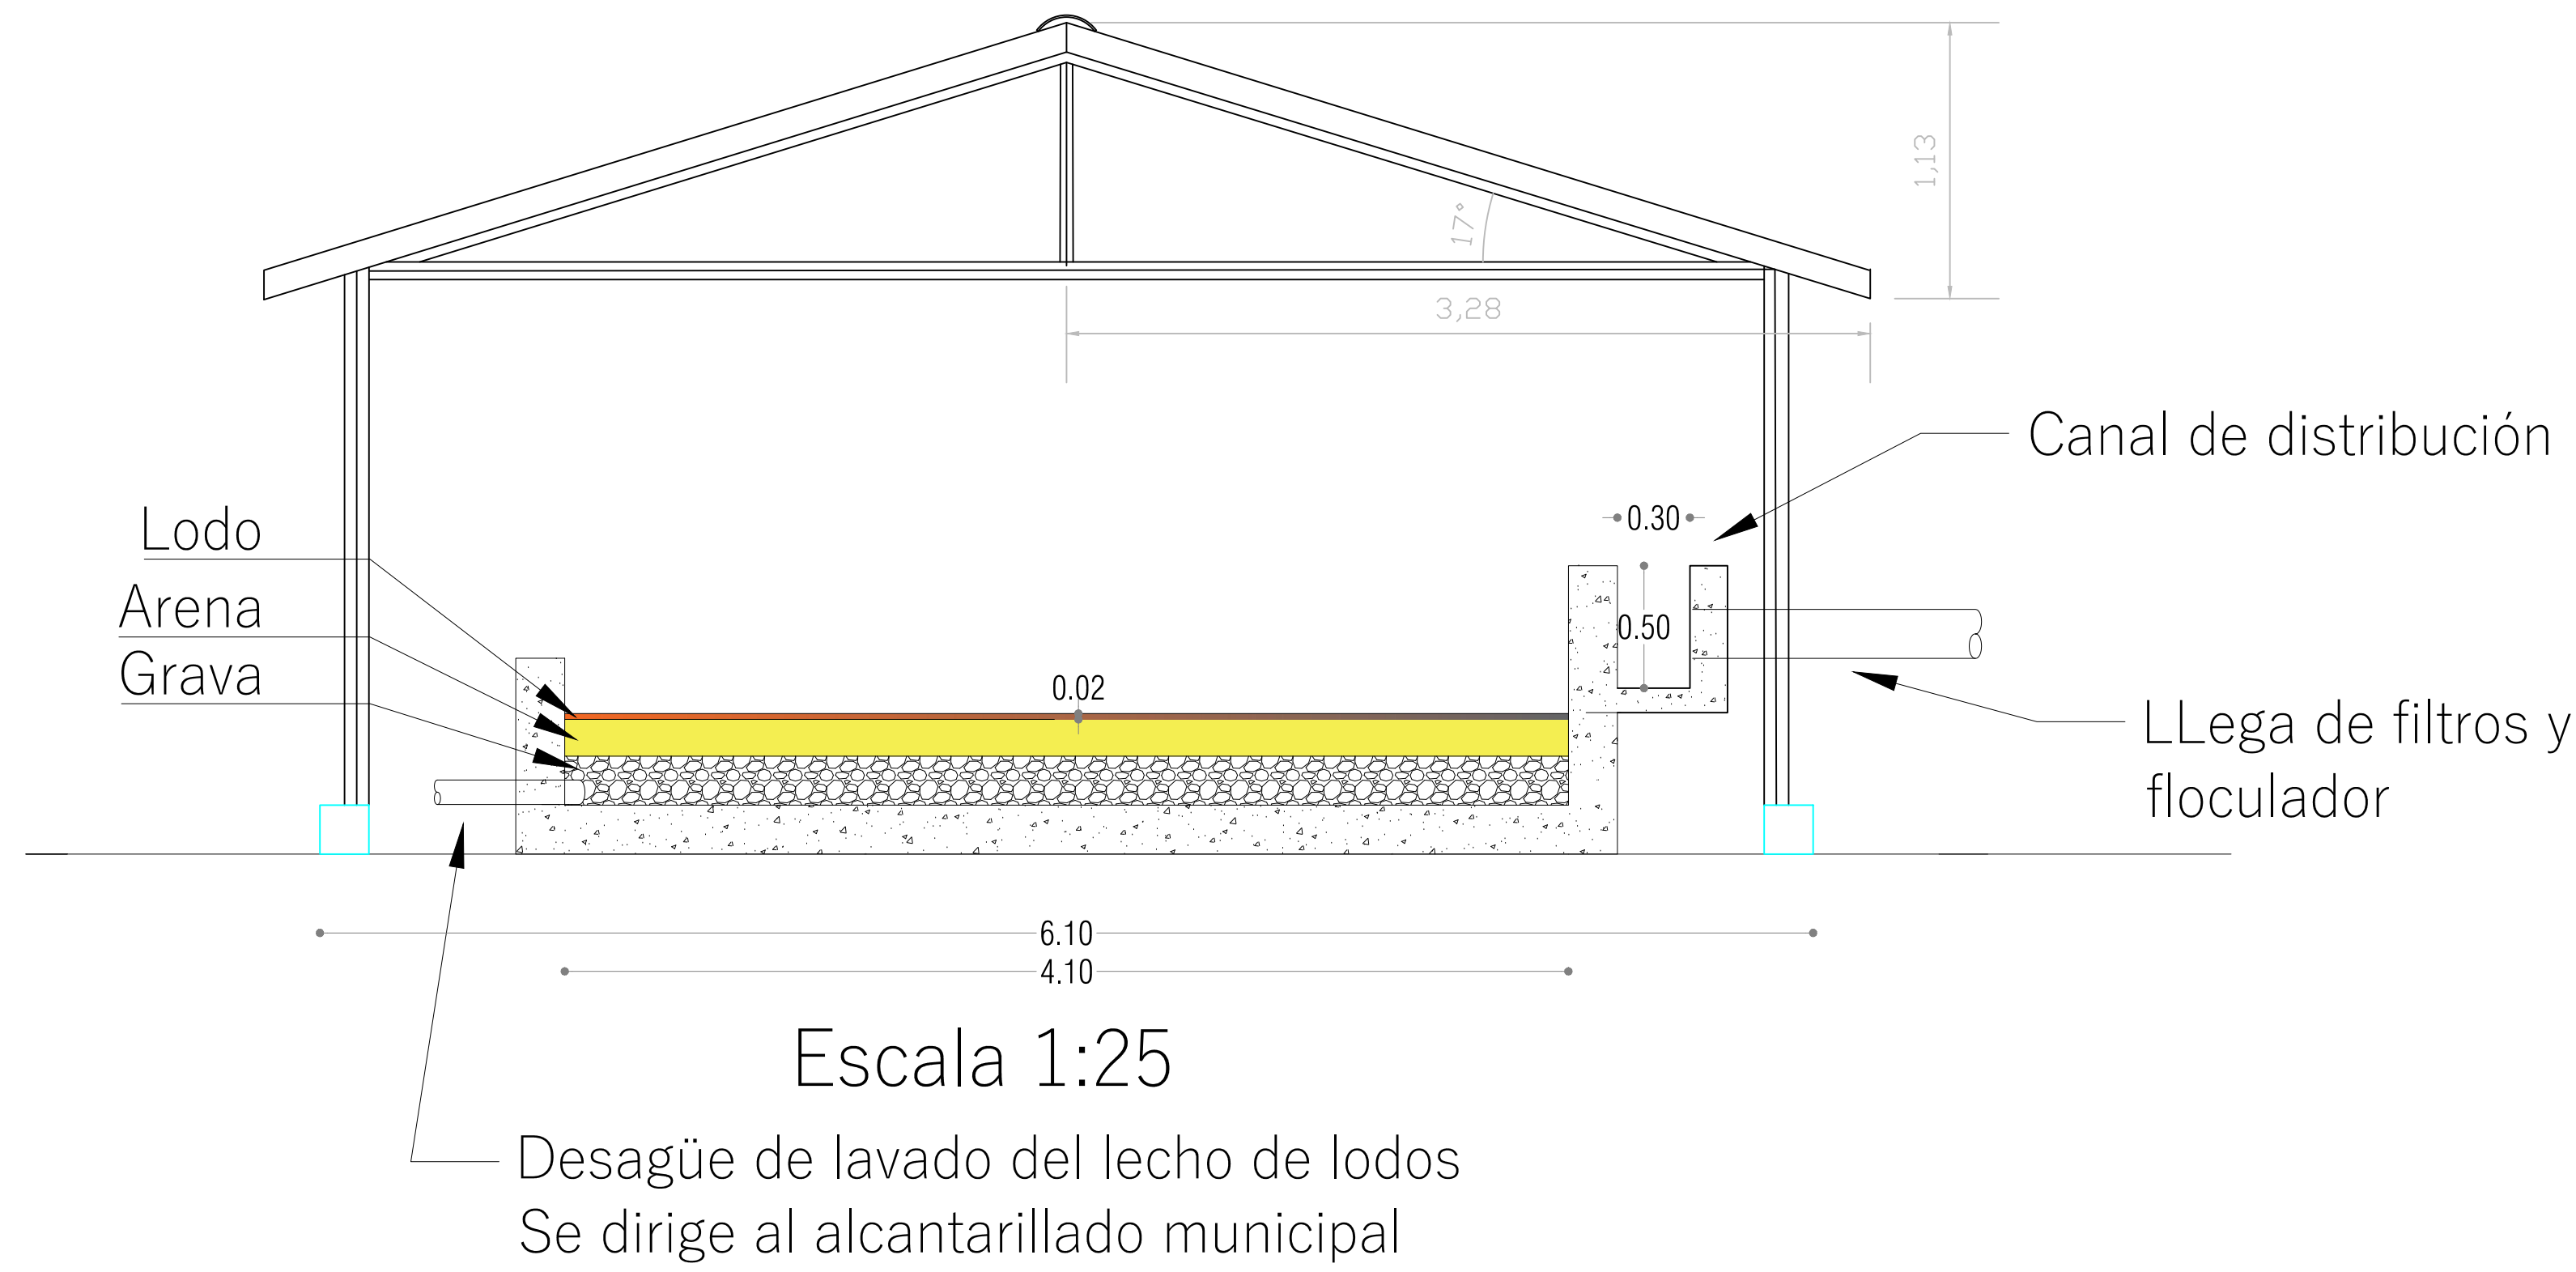 1,13
17°
3,28
Canal de distribución
0.30
Lodo
Arena
0.50
Grava
0.02
LLega de filtros y
floculador
6.10
4.10
Escala 1:25
Desagüe de lavado del lecho de lodos
Se dirige al alcantarillado municipal